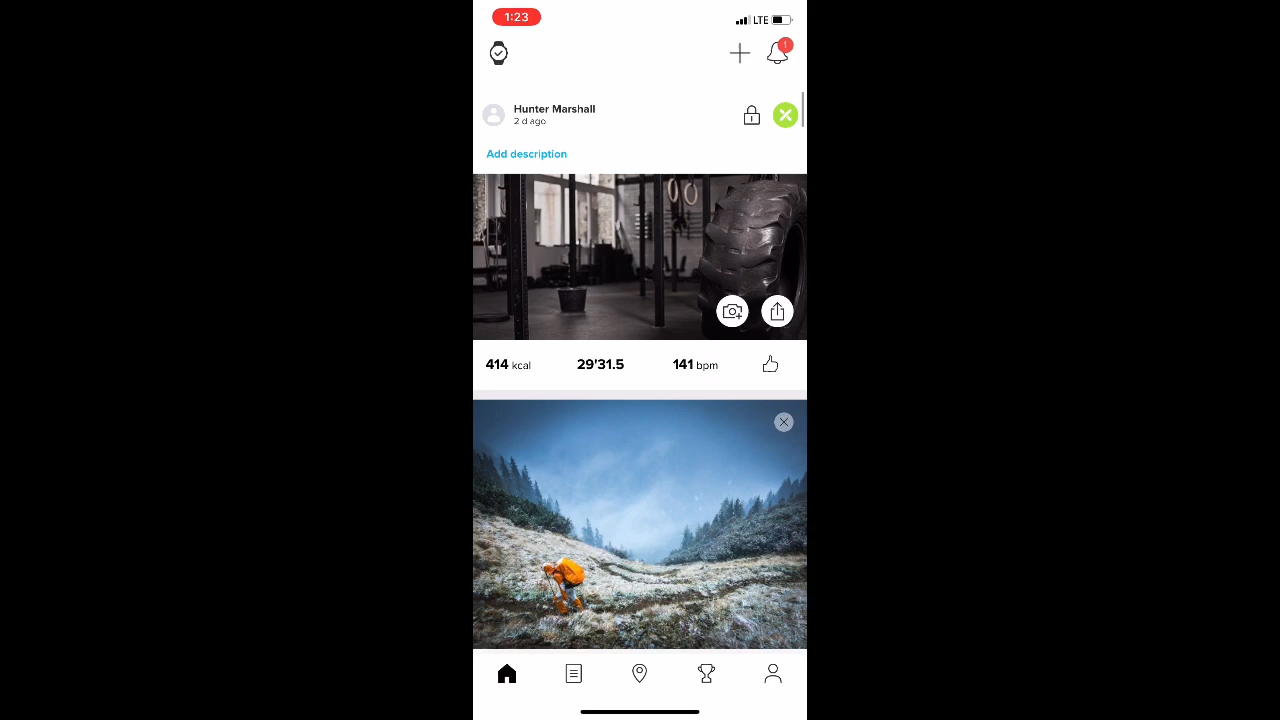 1:23
LTE
1
Hunter Marshall
2 d ago
Add description
414 kcal
29'31.5
141 bpm